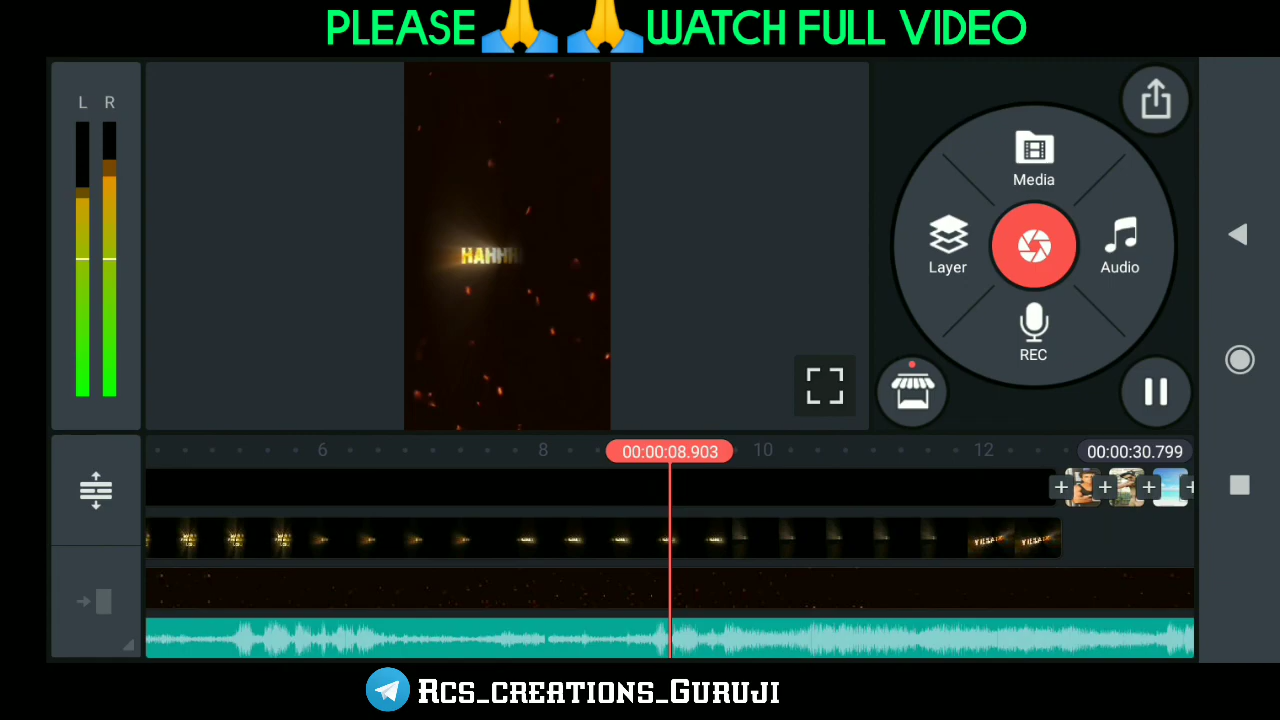 PLEASE🙏 🙏WATCH FULL VIDEO
L R
Media
HAHHH
Layer
Audio
REC
6 8 00:00:08.903 10 12 00:00:30.799
Rcs_creations_Guruji